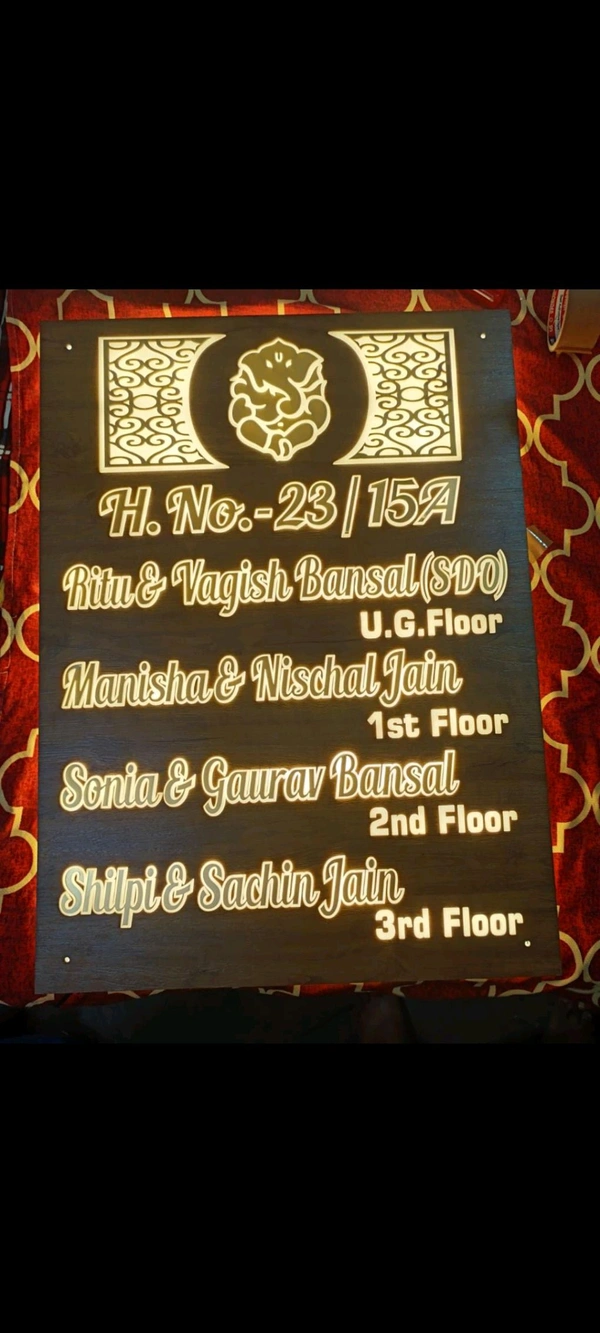 H. No.-23/15A
Ritu & Vagish Bansal (SDO)
U.G.Floor
Manisha & Nischal Jain
1st Floor
Sonia & Gaurav Bansal
2nd Floor
Shilpi & Sachin Jain
3rd Floor